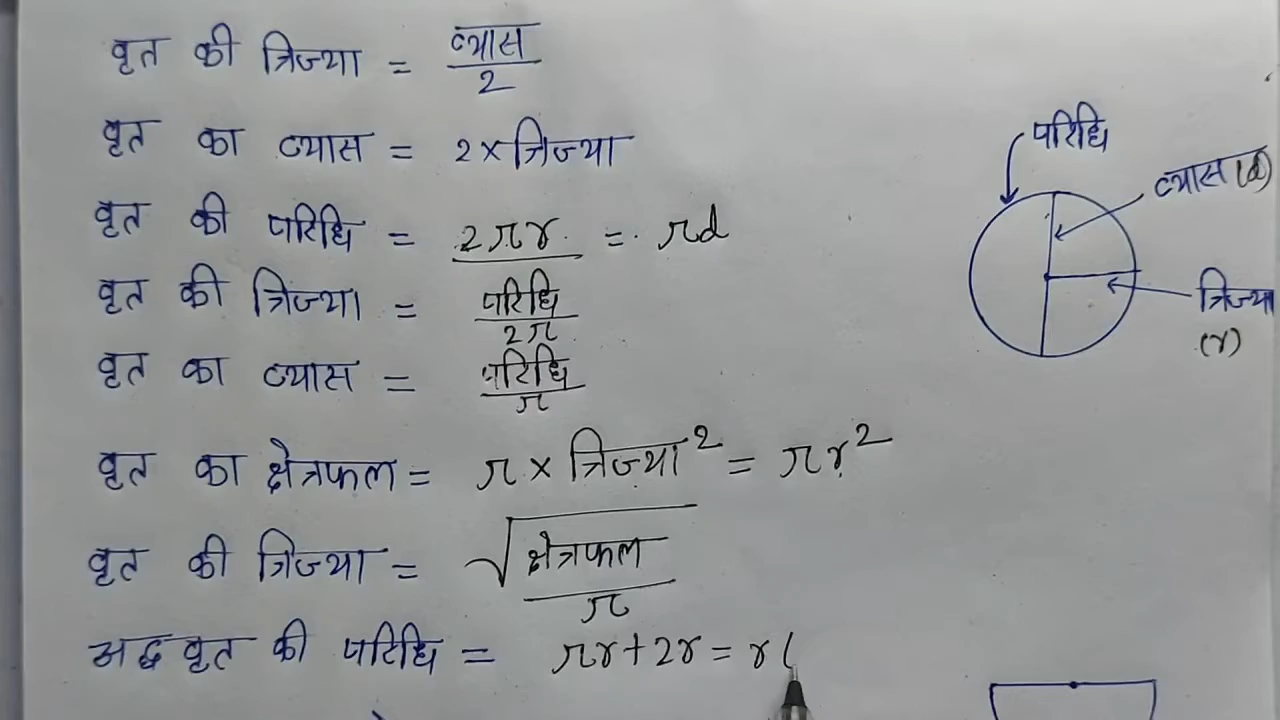 वृत की त्रिज्या = व्यास/2
वृत का व्यास = 2 × त्रिज्या
वृत की परिधि = 2πr = πd
वृत की त्रिज्या = परिधि/2π
वृत का व्यास = परिधि/π
वृत का क्षेत्रफल = π × त्रिज्या² = πr²
वृत की त्रिज्या = √क्षेत्रफल/π
अर्द्ध वृत की परिधि = πr + 2r = r (
परिधि
व्यास (d)
त्रिज्या
(r)